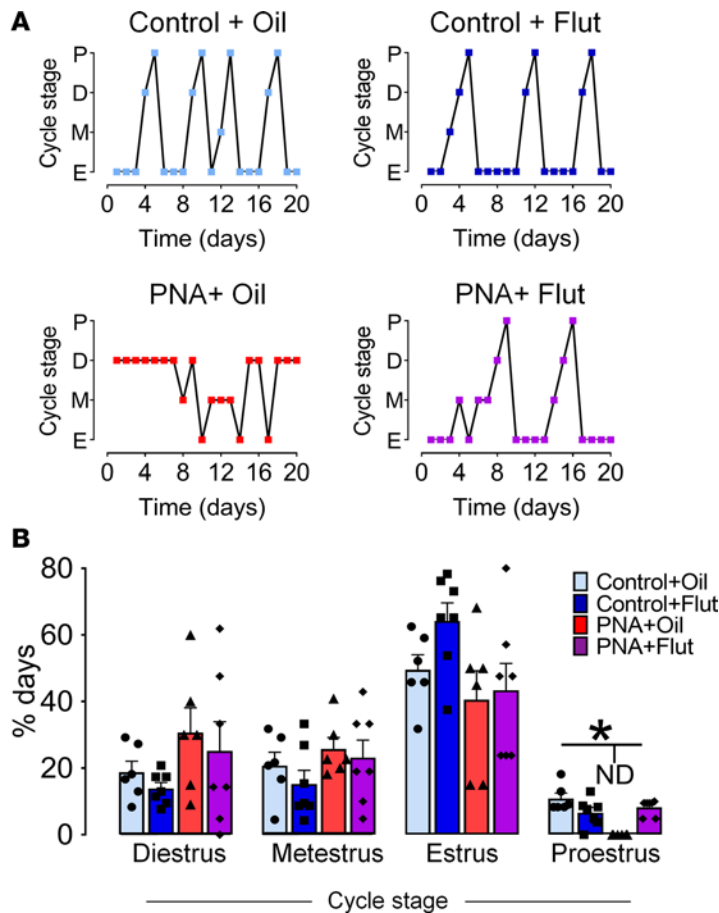 A
Control + Oil
Control + Flut
Cycle stage
P
D
M
E
0 4 8 12 16 20
Time (days)
Cycle stage
P
D
M
E
0 4 8 12 16 20
Time (days)
PNA+ Oil
PNA+ Flut
Cycle stage
P
D
M
E
0 4 8 12 16 20
Time (days)
Cycle stage
P
D
M
E
0 4 8 12 16 20
Time (days)
B
% days
80
60
40
20
0
Control+Oil
Control+Flut
PNA+Oil
PNA+Flut
*
ND
Diestrus Metestrus Estrus Proestrus
Cycle stage